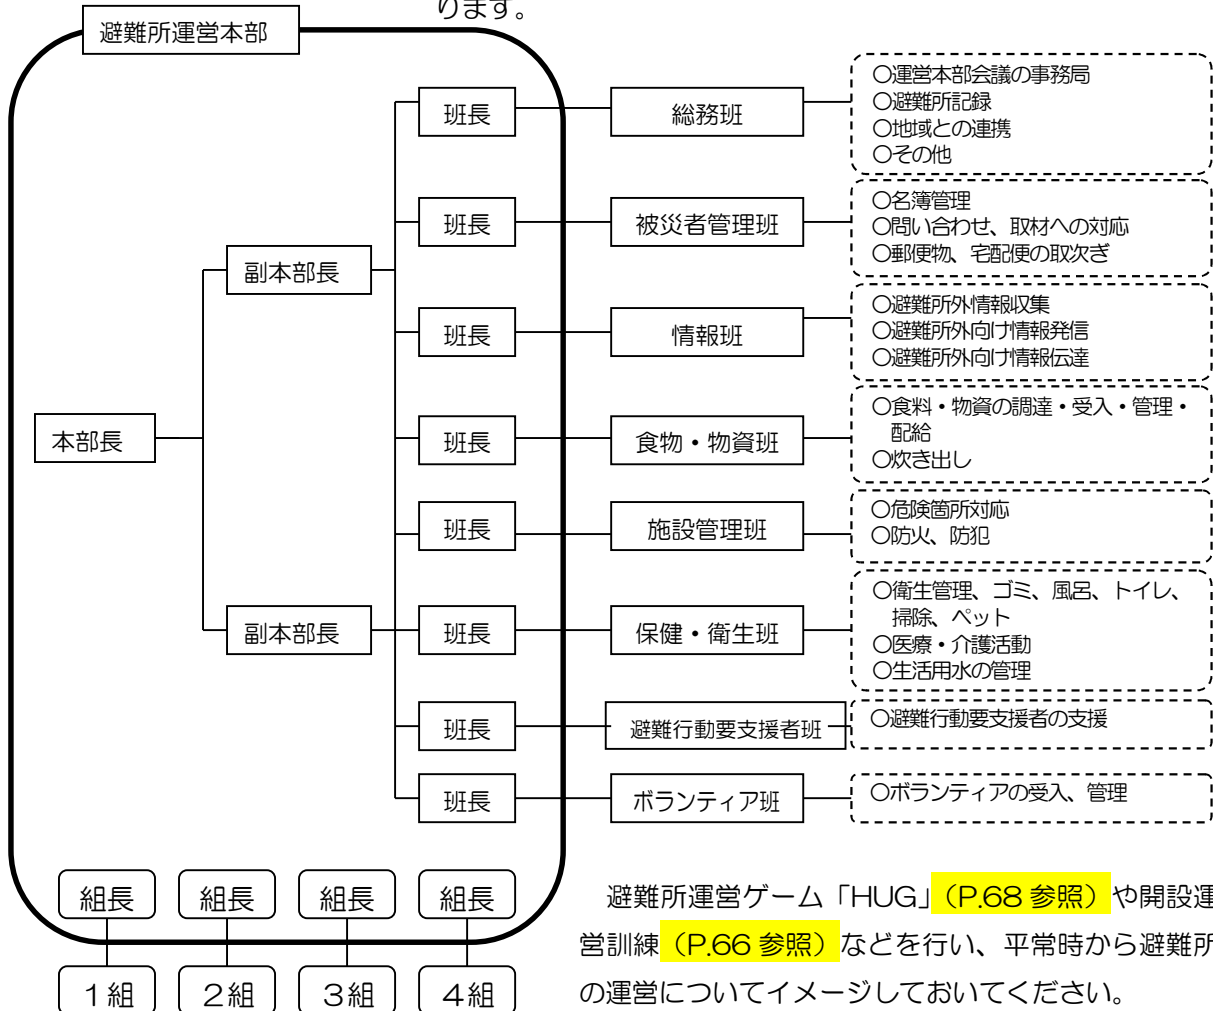 ります。
避難所運営本部
本部長
副本部長
副本部長
班長
総務班
○運営本部会議の事務局
○避難所記録
○地域との連携
○その他
班長
被災者管理班
○名簿管理
○問い合わせ、取材への対応
○郵便物、宅配便の取次ぎ
班長
情報班
○避難所外情報収集
○避難所外向け情報発信
○避難所外向け情報伝達
班長
食物・物資班
○食料・物資の調達・受入・管理・
配給
○炊き出し
班長
施設管理班
○危険箇所対応
○防火、防犯
班長
保健・衛生班
○衛生管理、ゴミ、風呂、トイレ、
掃除、ペット
○医療・介護活動
○生活用水の管理
班長
避難行動要支援者班
○避難行動要支援者の支援
班長
ボランティア班
○ボランティアの受入、管理
組長 組長 組長 組長
1組 2組 3組 4組
避難所運営ゲーム「HUG」(P.68 参照)や開設運
営訓練(P.66 参照)などを行い、平常時から避難所
の運営についてイメージしておいてください。